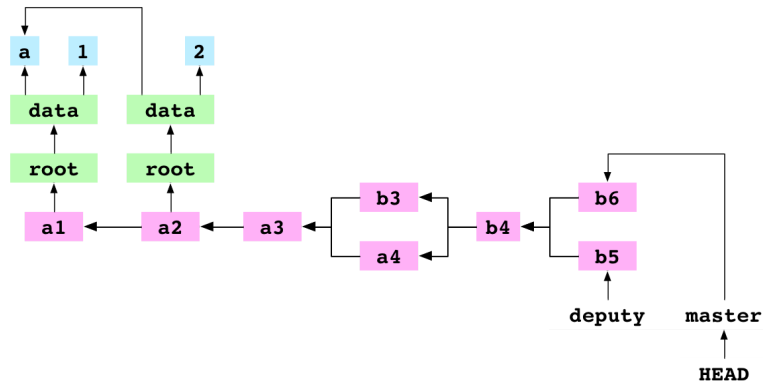 a 1 2
data data
root root
b3 b6
a1 a2 a3 b4
a4 b5
deputy master
HEAD